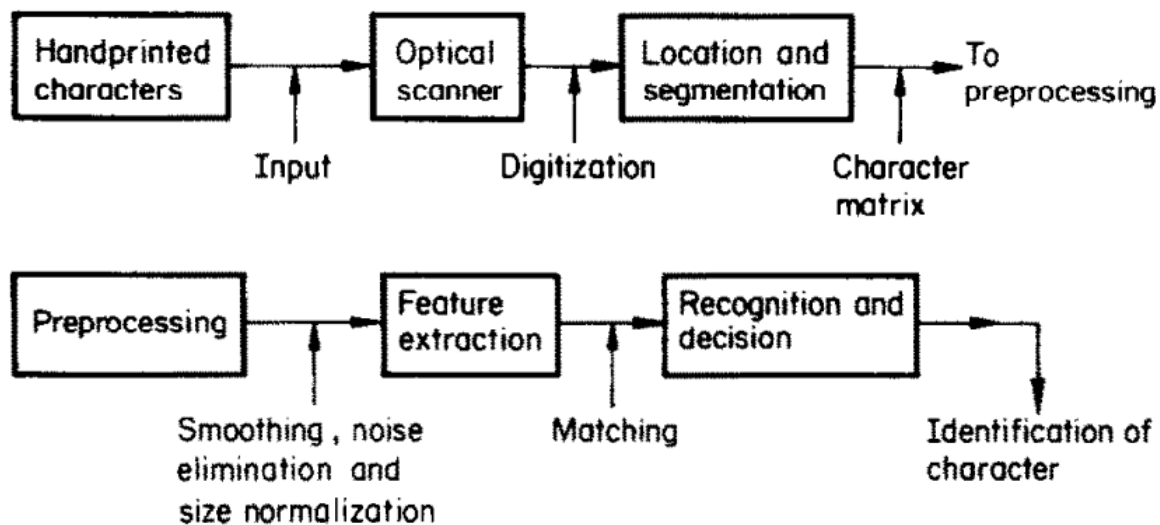 Handprinted
characters
Optical
scanner
Location and
segmentation
To
preprocessing
Input
Digitization
Character
matrix
Preprocessing
Feature
extraction
Recognition and
decision
Smoothing, noise
elimination and
size normalization
Matching
Identification of
character